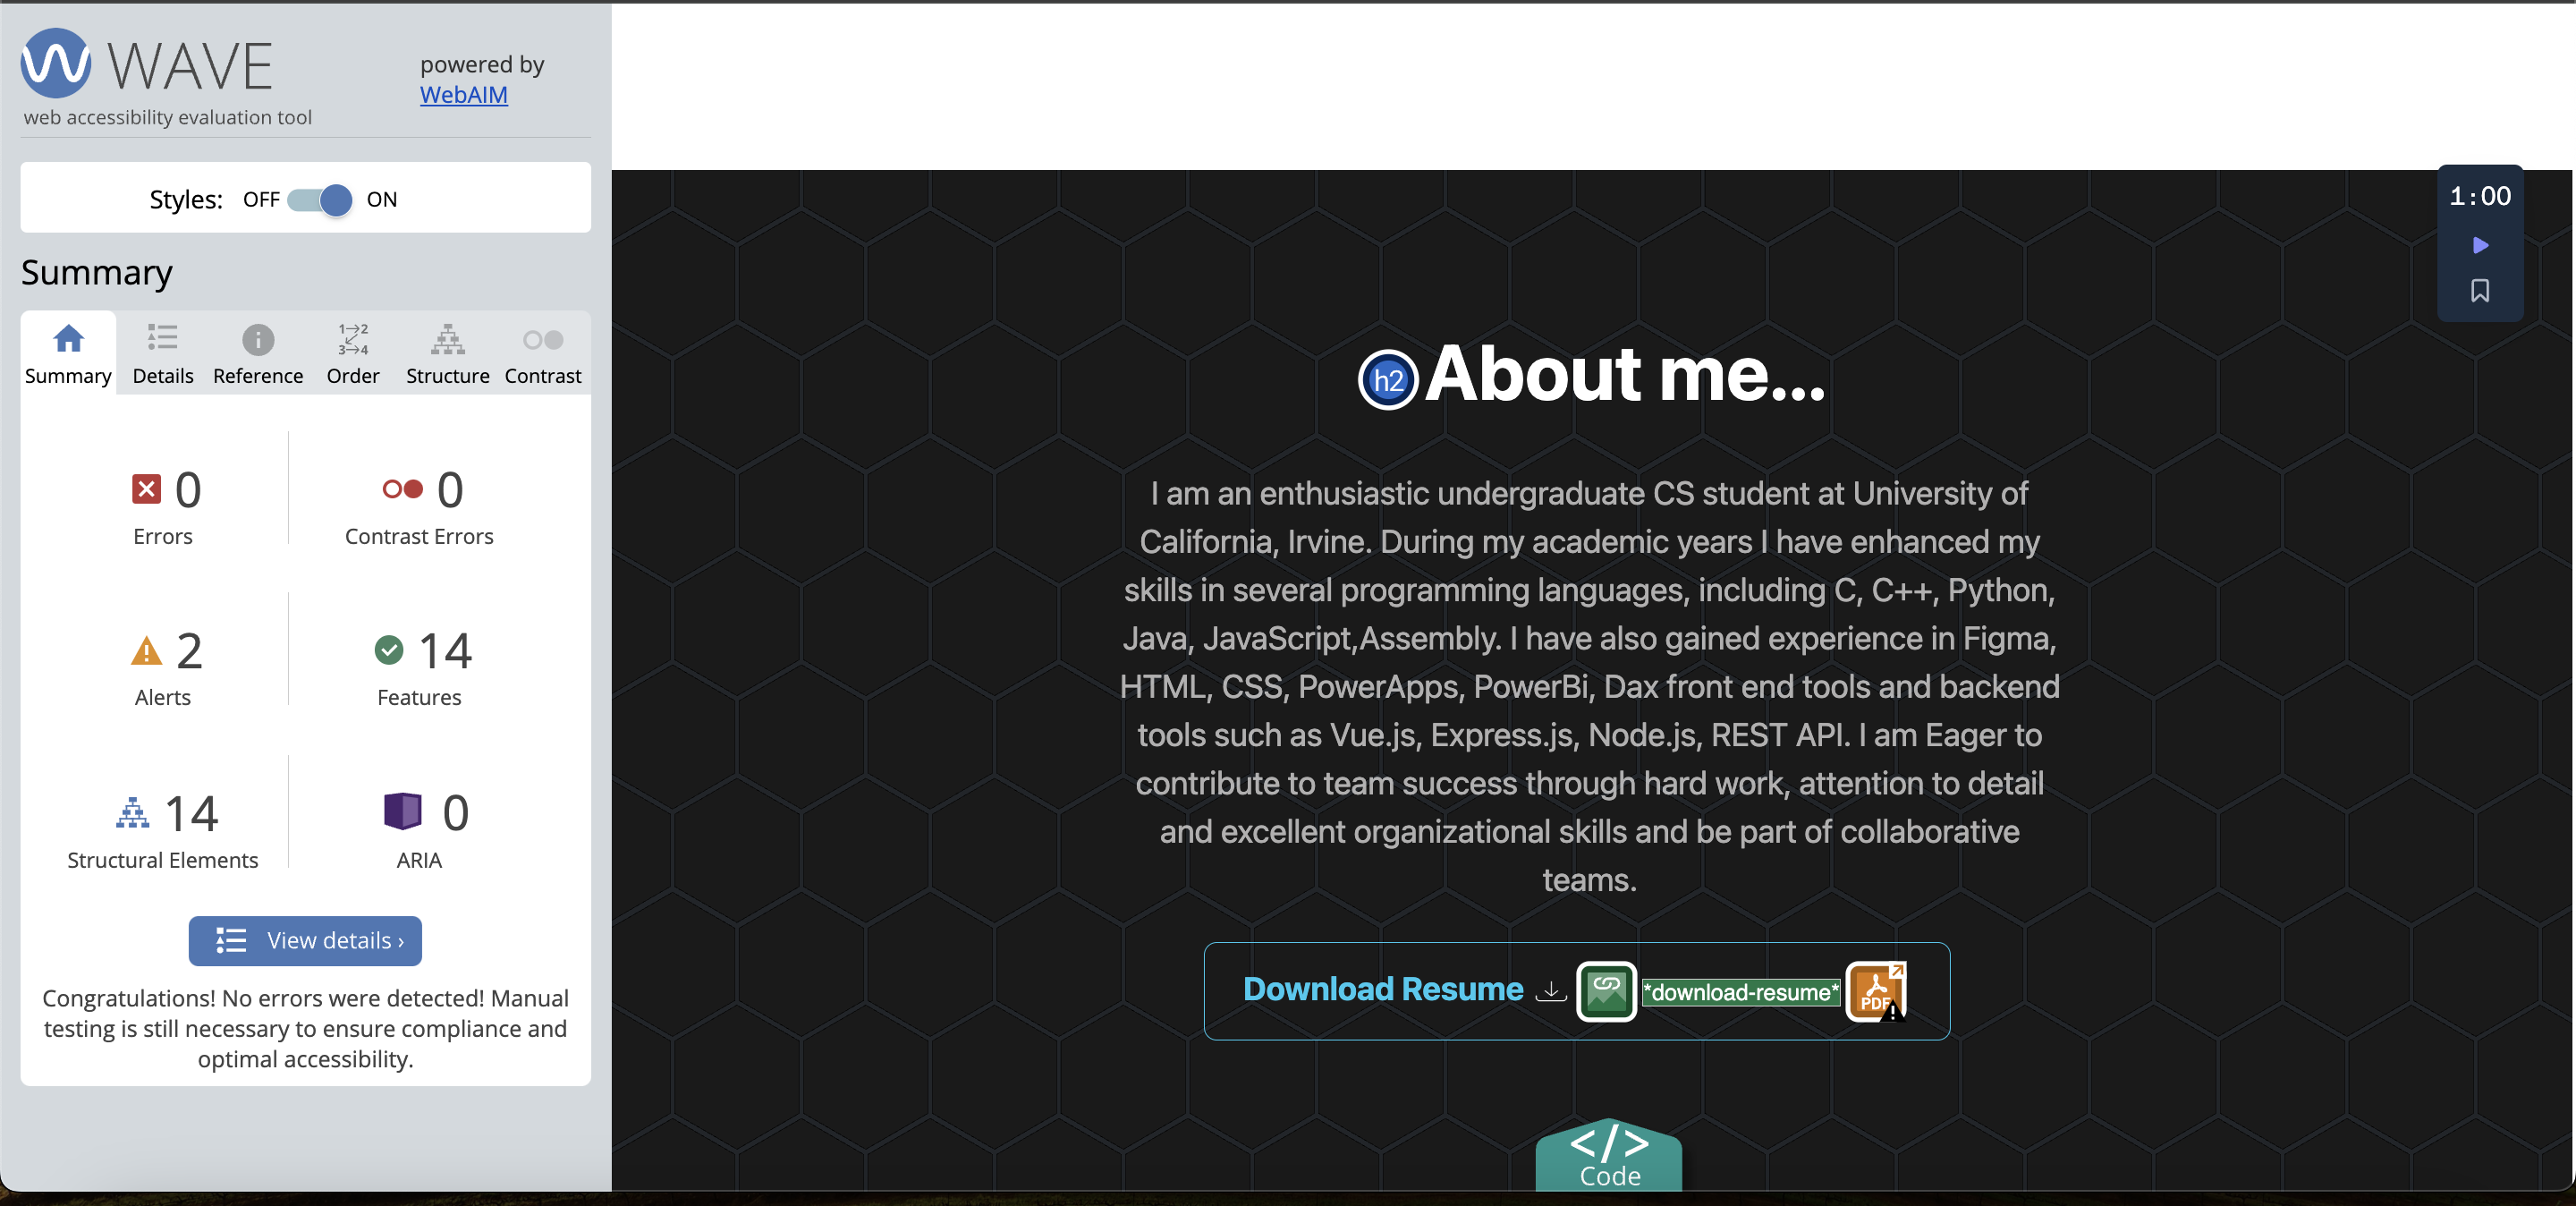 WAVE
powered by
WebAIM
web accessibility evaluation tool
Styles: OFF ON
Summary
Summary
Details
Reference
1→2
3→4
Order
Structure
Contrast
0
Errors
0
Contrast Errors
2
Alerts
14
Features
14
Structural Elements
0
ARIA
View details ›
Congratulations! No errors were detected! Manual
testing is still necessary to ensure compliance and
optimal accessibility.
1:00
h2 About me...
I am an enthusiastic undergraduate CS student at University of
California, Irvine. During my academic years I have enhanced my
skills in several programming languages, including C, C++, Python,
Java, JavaScript,Assembly. I have also gained experience in Figma,
HTML, CSS, PowerApps, PowerBi, Dax front end tools and backend
tools such as Vue.js, Express.js, Node.js, REST API. I am Eager to
contribute to team success through hard work, attention to detail
and excellent organizational skills and be part of collaborative
teams.
Download Resume *download-resume* PDF
</>
Code